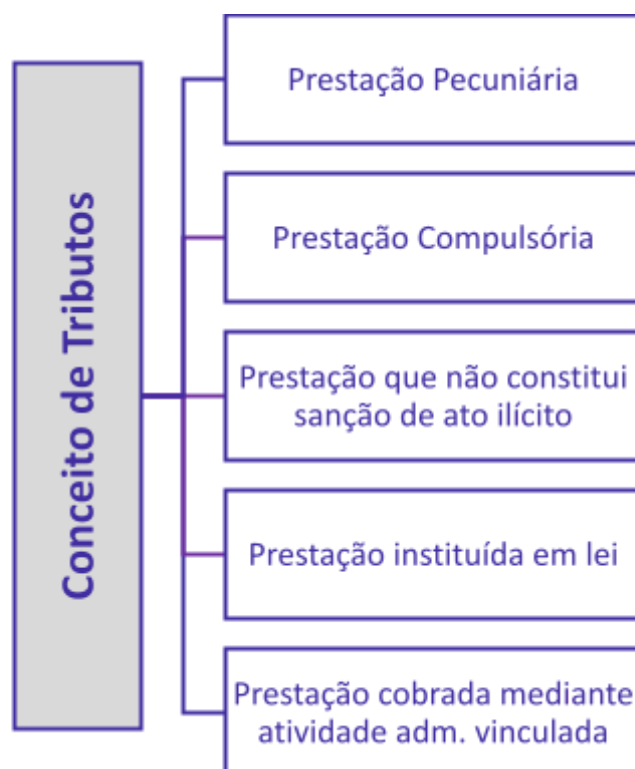 Conceito de Tributos
Prestação Pecuniária
Prestação Compulsória
Prestação que não constitui
sanção de ato ilícito
Prestação instituída em lei
Prestação cobrada mediante
atividade adm. vinculada